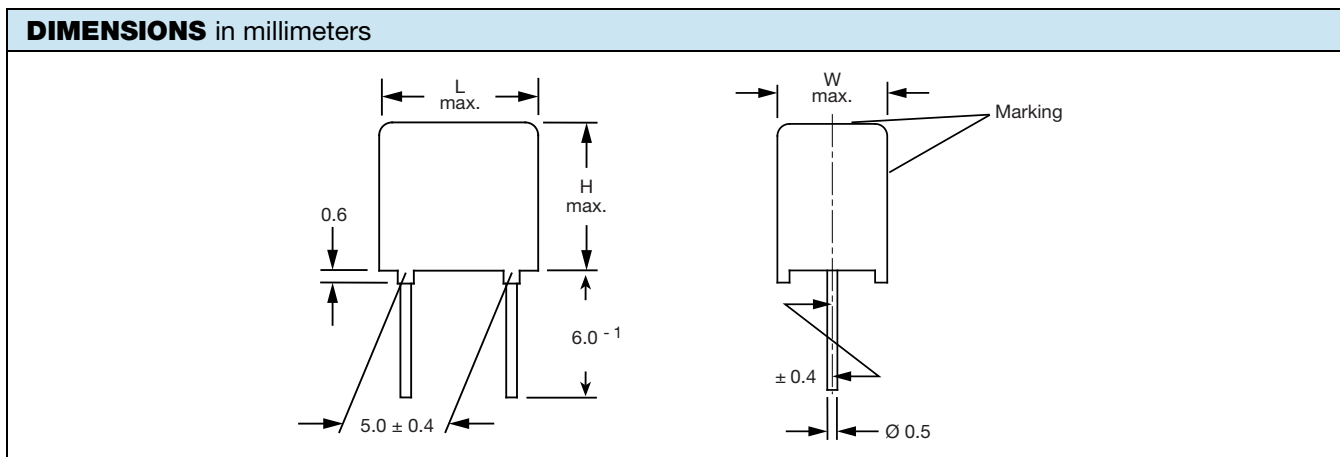 DIMENSIONS in millimeters
L
max.
W
max.
Marking
H
max.
0.6
6.0 - 1
± 0.4
5.0 ± 0.4
Ø 0.5